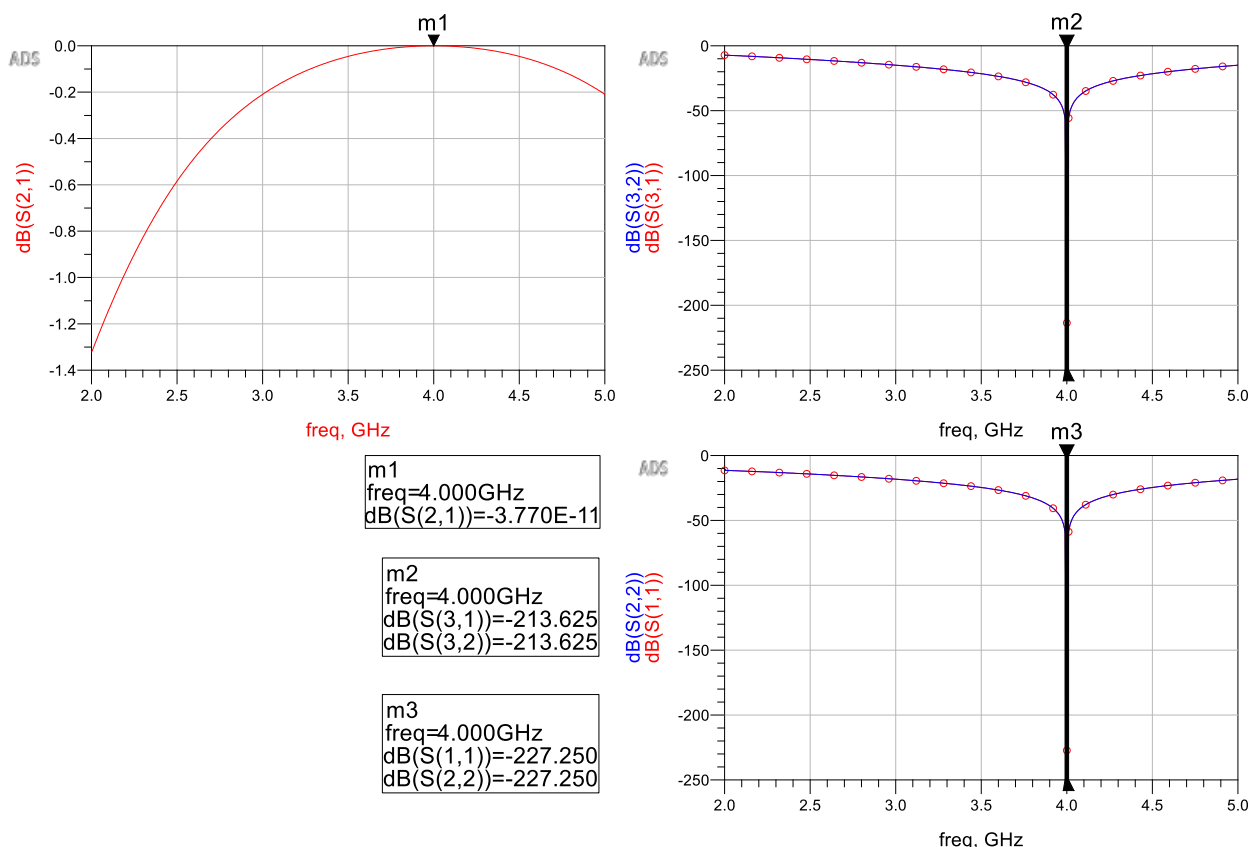 m1
ADS
0.0
-0.2
-0.4
-0.6
-0.8
-1.0
-1.2
-1.4
dB(S(2,1))
2.0 2.5 3.0 3.5 4.0 4.5 5.0
freq, GHz
m2
ADS
0
-50
-100
-150
-200
-250
dB(S(3,2))
dB(S(3,1))
2.0 2.5 3.0 3.5 4.0 4.5 5.0
freq, GHz
m1
freq=4.000GHz
dB(S(2,1))=-3.770E-11
m2
freq=4.000GHz
dB(S(3,1))=-213.625
dB(S(3,2))=-213.625
m3
freq=4.000GHz
dB(S(1,1))=-227.250
dB(S(2,2))=-227.250
m3
ADS
0
-50
-100
-150
-200
-250
dB(S(2,2))
dB(S(1,1))
2.0 2.5 3.0 3.5 4.0 4.5 5.0
freq, GHz